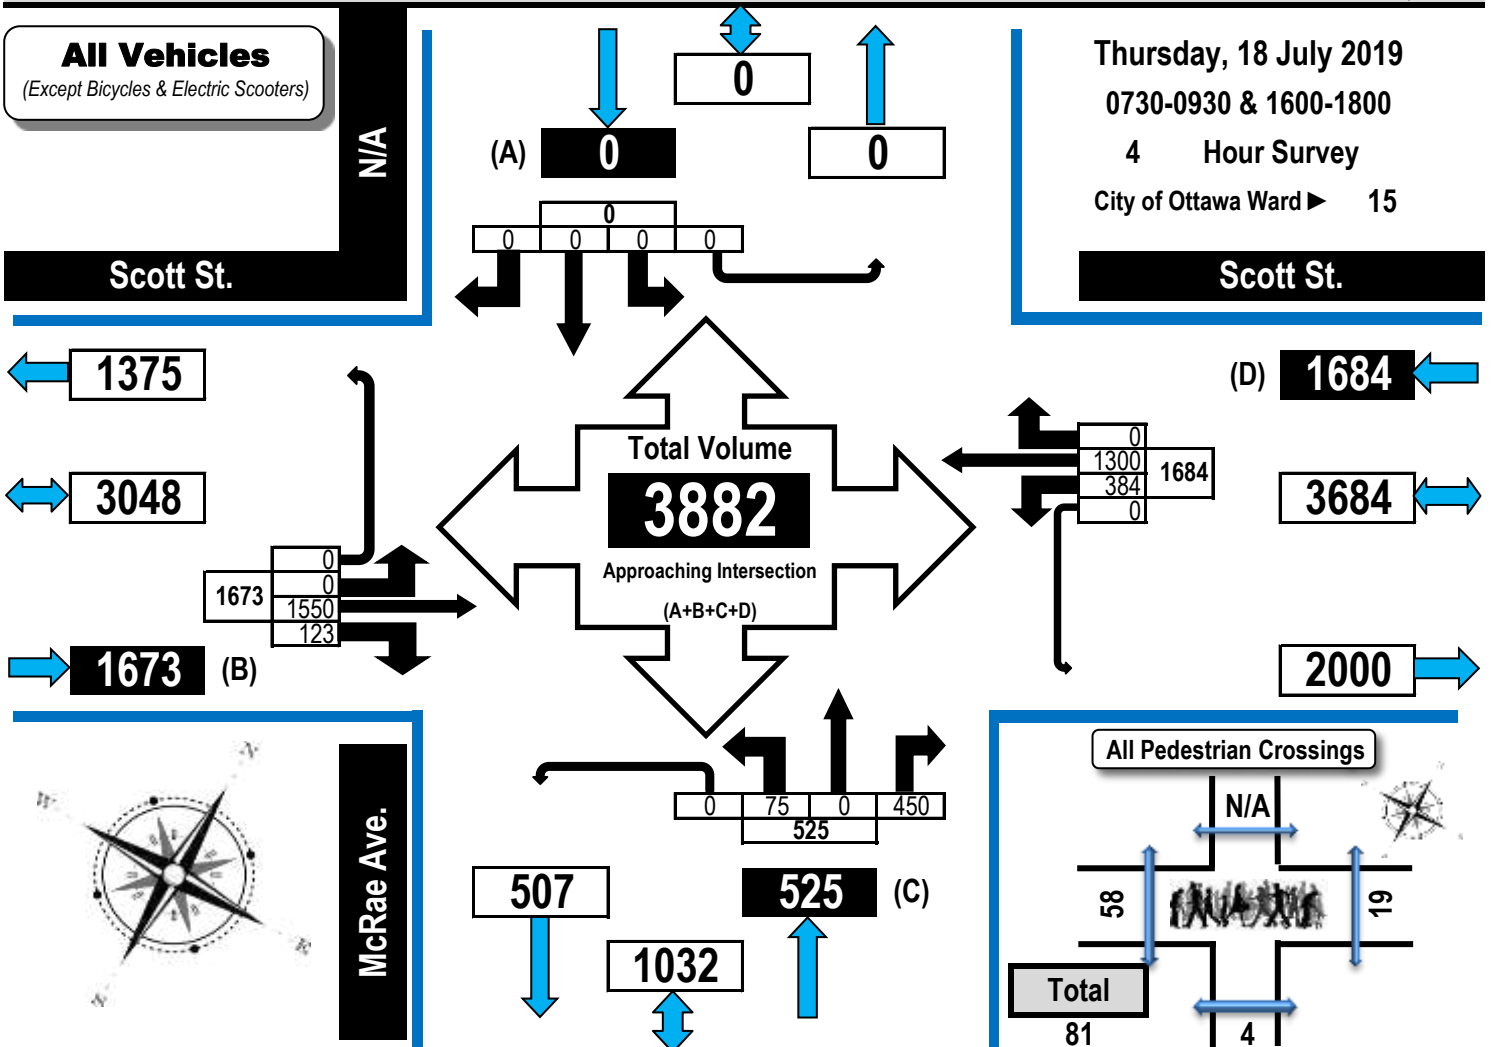 All Vehicles
(Except Bicycles & Electric Scooters)
N/A
Scott St.
0
(A)
0
0
0
0
0
0
0
Thursday, 18 July 2019
0730-0930 & 1600-1800
4 Hour Survey
City of Ottawa Ward ► 15
Scott St.
1375
3048
0
0
1550
123
1673
1673
(B)
Total Volume
3882
Approaching Intersection
(A+B+C+D)
(D)
1684
0
1300
384
0
1684
3684
2000
McRae Ave.
N
W
E
S
0
75
0
450
525
507
525
(C)
1032
All Pedestrian Crossings
N/A
58
19
Total
81
4